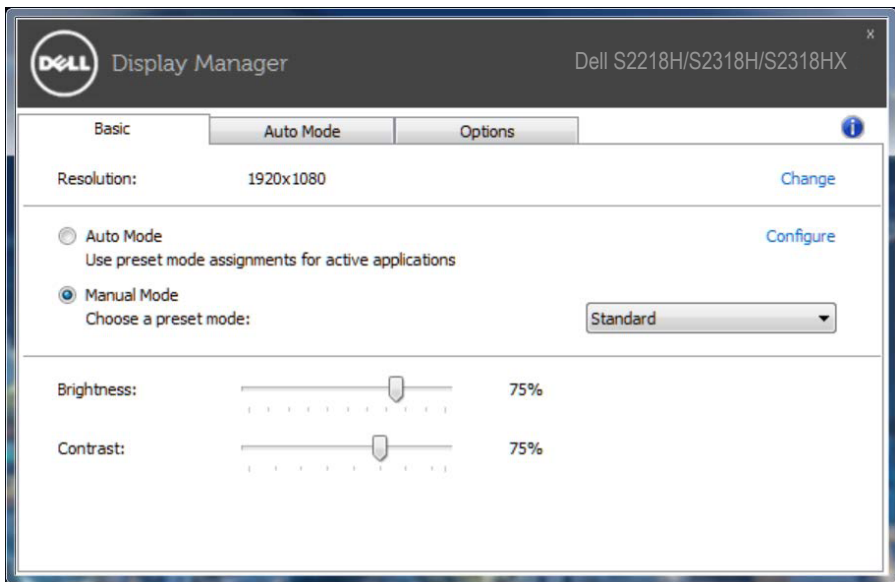 DELL Display Manager Dell S2218H/S2318H/S2318HX x
Basic Auto Mode Options i
Resolution: 1920x1080 Change
Auto Mode Configure
Use preset mode assignments for active applications
Manual Mode
Choose a preset mode: Standard
Brightness: 75%
Contrast: 75%